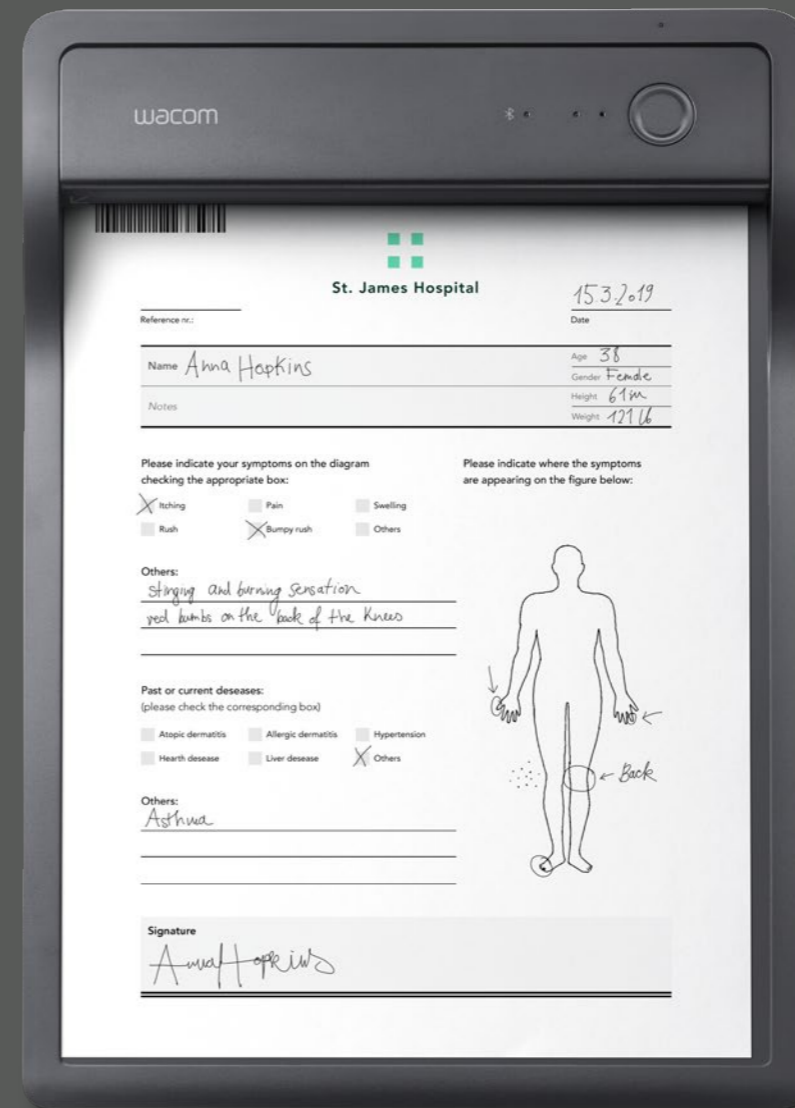 wacom
St. James Hospital
15.3.2019
Reference nr.:
Date
Name Anna Hopkins
Age 38
Gender Female
Height 61in
Weight 121 lb
Notes
Please indicate your symptoms on the diagram
checking the appropriate box:
Please indicate where the symptoms
are appearing on the figure below:
Itching Pain Swelling
Rush Bumpy rush Others
Others:
stinging and burning sensation
red bumbs on the back of the Knees
Past or current deseases:
(please check the corresponding box)
Atopic dermatitis Allergic dermatitis Hypertension
Hearth desease Liver desease Others
Back
Others:
Asthma
Signature
Anna Hopkins